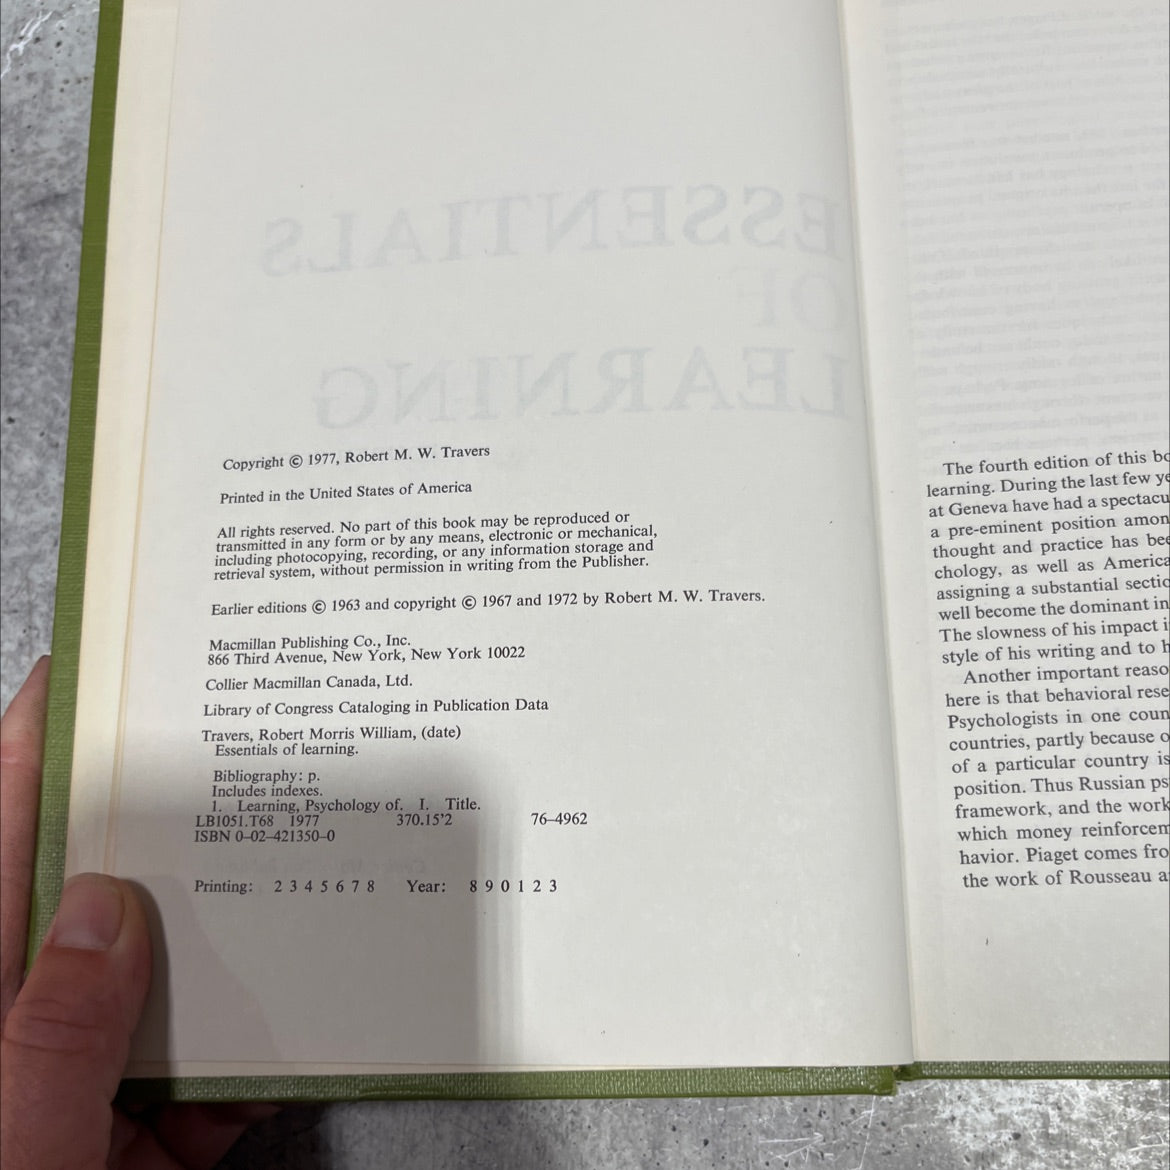 ESSENTIALS
OF
LEARNING
Copyright © 1977, Robert M. W. Travers
Printed in the United States of America
All rights reserved. No part of this book may be reproduced or
transmitted in any form or by any means, electronic or mechanical,
including photocopying, recording, or any information storage and
retrieval system, without permission in writing from the Publisher.
Earlier editions © 1963 and copyright © 1967 and 1972 by Robert M. W. Travers.
Macmillan Publishing Co., Inc.
866 Third Avenue, New York, New York 10022
Collier Macmillan Canada, Ltd.
Library of Congress Cataloging in Publication Data
Travers, Robert Morris William, (date)
Essentials of learning.
Bibliography: p.
Includes indexes.
1. Learning, Psychology of. I. Title.
LB1051.T68 1977 370.15'2 76–4962
ISBN 0–02–421350–0
Printing: 2 3 4 5 6 7 8 Year: 8 9 0 1 2 3
The fourth edition of this bo
learning. During the last few ye
at Geneva have had a spectacu
a pre-eminent position amon
thought and practice has bee
chology, as well as America
assigning a substantial sectio
well become the dominant in
The slowness of his impact i
style of his writing and to h
Another important reaso
here is that behavioral rese
Psychologists in one coun
countries, partly because o
of a particular country is
position. Thus Russian ps
framework, and the work
which money reinforcem
havior. Piaget comes fro
the work of Rousseau a